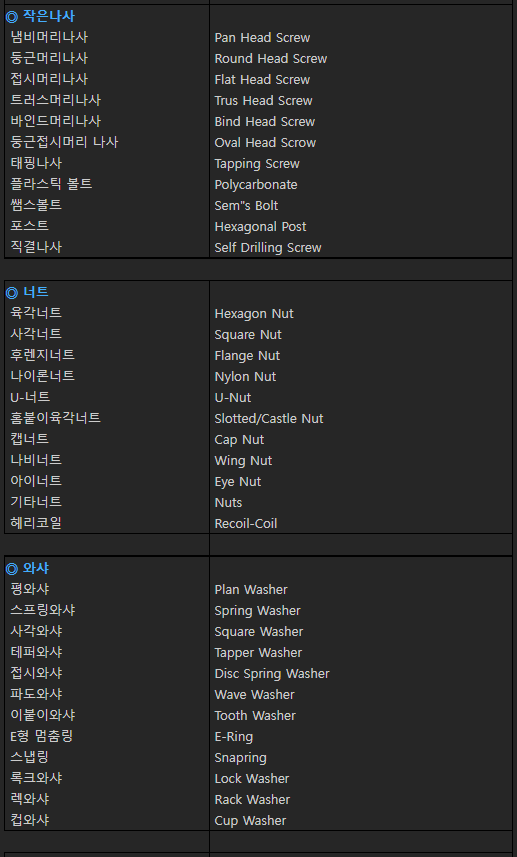 ◎ 작은나사
냄비머리나사 Pan Head Screw
둥근머리나사 Round Head Screw
접시머리나사 Flat Head Screw
트러스머리나사 Trus Head Screw
바인드머리나사 Bind Head Screw
둥근접시머리 나사 Oval Head Scrow
태핑나사 Tapping Screw
플라스틱 볼트 Polycarbonate
쌤스볼트 Sem"s Bolt
포스트 Hexagonal Post
직결나사 Self Drilling Screw
◎ 너트
육각너트 Hexagon Nut
사각너트 Square Nut
후렌지너트 Flange Nut
나이론너트 Nylon Nut
U-너트 U-Nut
홈붙이육각너트 Slotted/Castle Nut
캡너트 Cap Nut
나비너트 Wing Nut
아이너트 Eye Nut
기타너트 Nuts
헤리코일 Recoil-Coil
◎ 와샤
평와샤 Plan Washer
스프링와샤 Spring Washer
사각와샤 Square Washer
테퍼와샤 Tapper Washer
접시와샤 Disc Spring Washer
파도와샤 Wave Washer
이붙이와샤 Tooth Washer
E형 멈춤링 E-Ring
스냅링 Snapring
록크와샤 Lock Washer
렉와샤 Rack Washer
컵와샤 Cup Washer